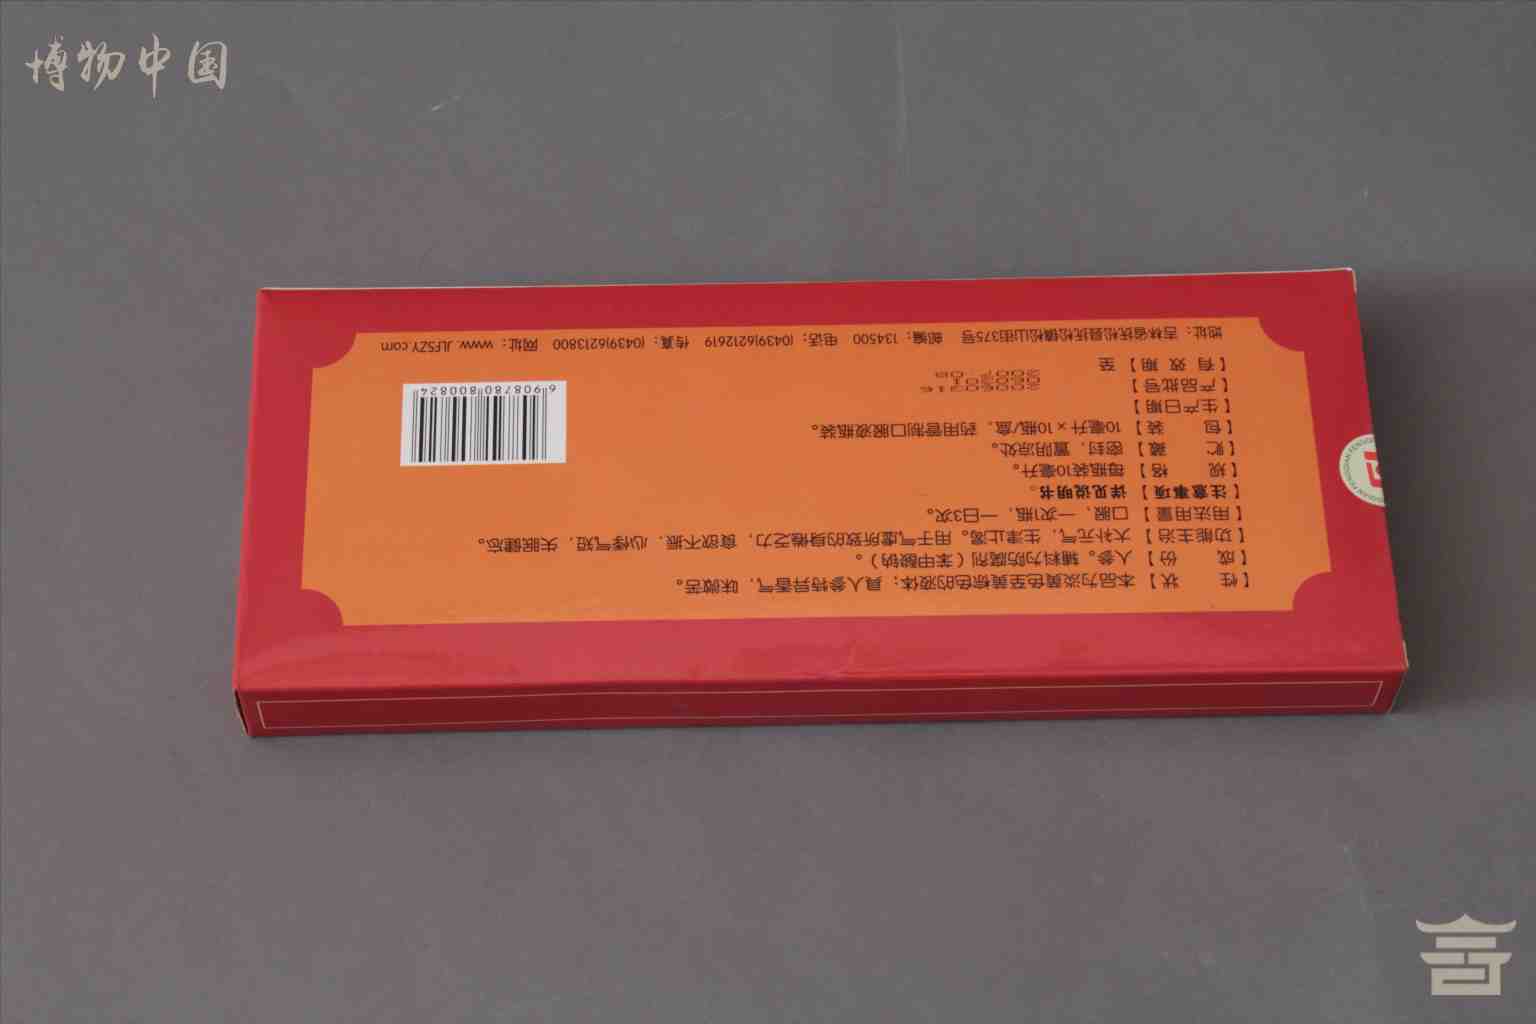 博物中国
【性 状】本品为淡黄色至黄棕色的液体；具人参特异香气，味微苦。
【成 份】人参。辅料为防腐剂（苯甲酸钠）。
【功能主治】大补元气，生津止渴。用于气虚所致的身倦乏力，食欲不振，心悸气短，失眠健忘。
【用法用量】口服，一次1瓶，一日3次。
【注意事项】详见说明书。
【规 格】每瓶装10毫升。
【贮 藏】密封，置阴凉处。
【包 装】10毫升×10瓶/盒，药用管制口服液瓶装。
【生产日期】
【产品批号】
【有 效 期】至
地址：吉林省抚松县抚松镇松山街375号 邮编：134500 电话：(0439)6212619 传真：(0439)6213800 网址：www. JLFSZY.com
6 908780 800824